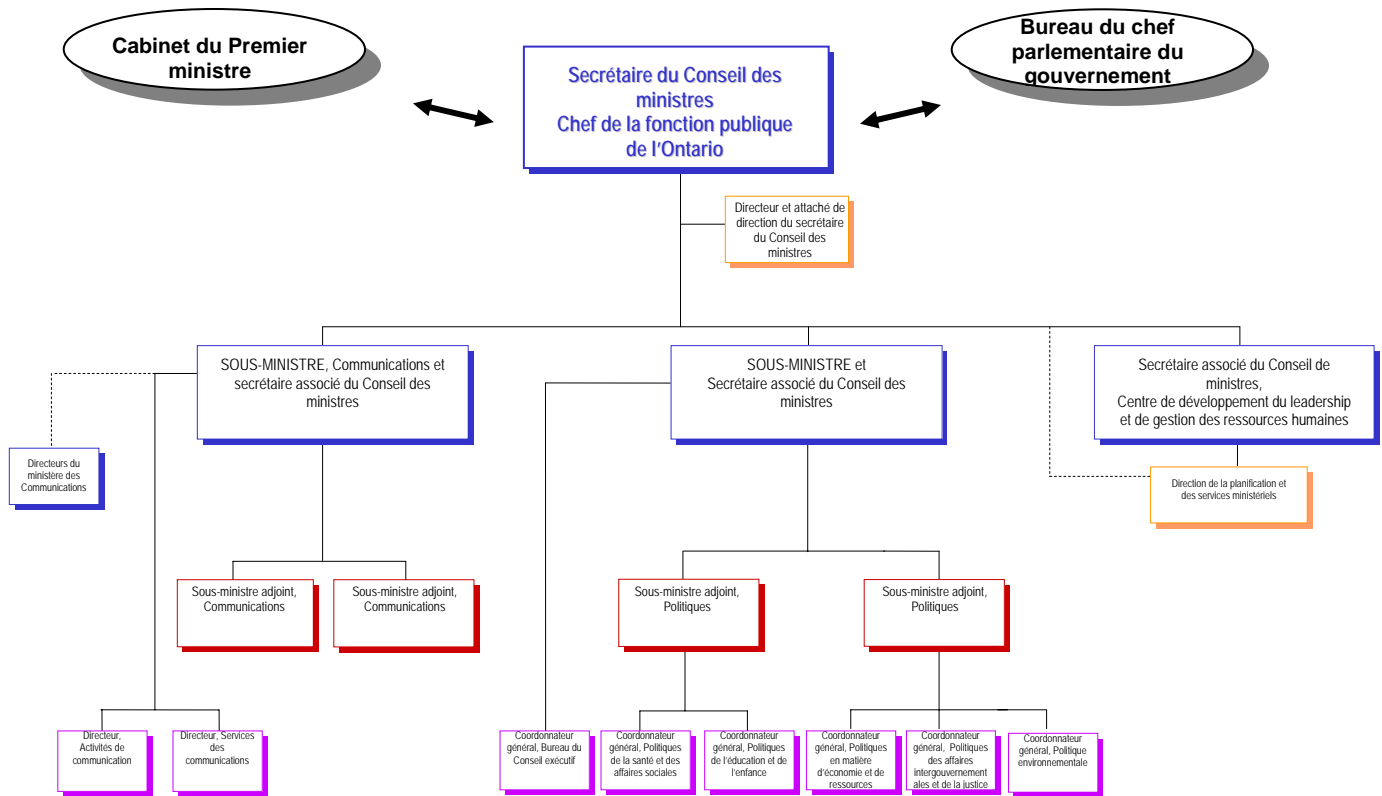 Cabinet du Premier
ministre
Bureau du chef
parlementaire du
gouvernement
Secrétaire du Conseil des
ministres
Chef de la fonction publique
de l'Ontario
Directeur et attaché de
direction du secrétaire
du Conseil des
ministres
SOUS-MINISTRE, Communications et
secrétaire associé du Conseil des
ministres
SOUS-MINISTRE et
Secrétaire associé du Conseil des
ministres
Secrétaire associé du Conseil de
ministres,
Centre de développement du leadership
et de gestion des ressources humaines
Directeurs du
ministère des
Communications
Direction de la planification et
des services ministériels
Sous-ministre adjoint,
Communications
Sous-ministre adjoint,
Communications
Sous-ministre adjoint,
Politiques
Sous-ministre adjoint,
Politiques
Directeur,
Activités de
communication
Directeur, Services
des
communications
Coordonnateur
général, Bureau du
Conseil exécutif
Coordonnateur
général, Politiques
de la santé et des
affaires sociales
Coordonnateur
général, Politiques
de l'éducation et de
l'enfance
Coordonnateur
général, Politiques
en matière
d'économie et de
ressources
Coordonnateur
général, Politiques
des affaires
intergouvernement
ales et de la justice
Coordonnateur
général, Politique
environnementale